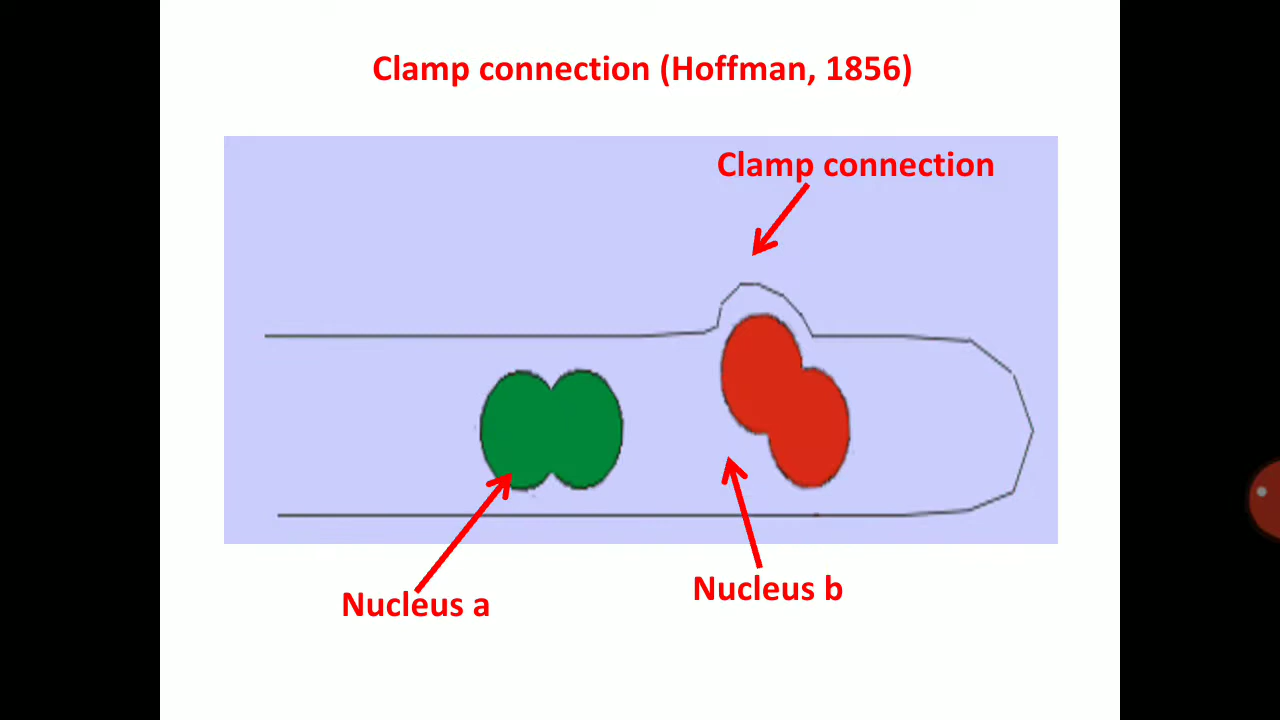 Clamp connection (Hoffman, 1856)
Clamp connection
Nucleus a
Nucleus b